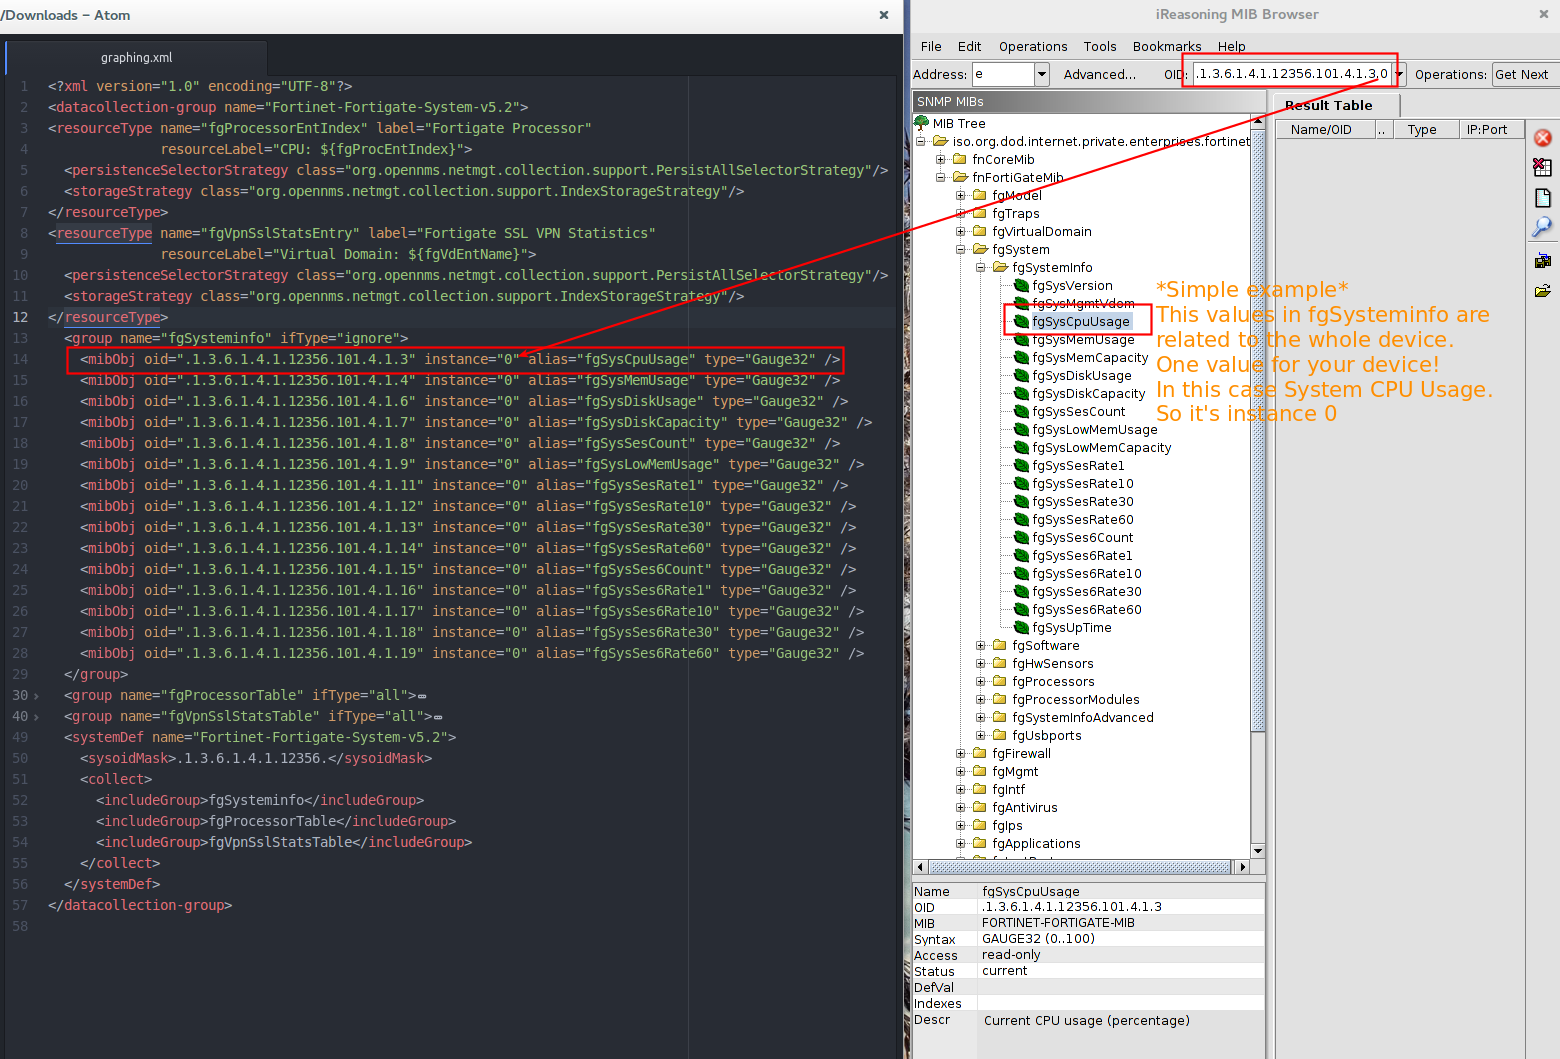 /Downloads – Atom
graphing.xml
1 <?xml version="1.0" encoding="UTF-8"?>
2 <datacollection-group name="Fortinet-Fortigate-System-v5.2">
3 <resourceType name="fgProcessorEntIndex" label="Fortigate Processor"
4 resourceLabel="CPU: ${fgProcEntIndex}">
5 <persistenceSelectorStrategy class="org.opennms.netmgt.collection.support.PersistAllSelectorStrategy"/>
6 <storageStrategy class="org.opennms.netmgt.collection.support.IndexStorageStrategy"/>
7 </resourceType>
8 <resourceType name="fgVpnSslStatsEntry" label="Fortigate SSL VPN Statistics"
9 resourceLabel="Virtual Domain: ${fgVdEntName}">
10 <persistenceSelectorStrategy class="org.opennms.netmgt.collection.support.PersistAllSelectorStrategy"/>
11 <storageStrategy class="org.opennms.netmgt.collection.support.IndexStorageStrategy"/>
12 </resourceType>
13 <group name="fgSysteminfo" ifType="ignore">
14 <mibObj oid=".1.3.6.1.4.1.12356.101.4.1.3" instance="0" alias="fgSysCpuUsage" type="Gauge32" />
15 <mibObj oid=".1.3.6.1.4.1.12356.101.4.1.4" instance="0" alias="fgSysMemUsage" type="Gauge32" />
16 <mibObj oid=".1.3.6.1.4.1.12356.101.4.1.6" instance="0" alias="fgSysDiskUsage" type="Gauge32" />
17 <mibObj oid=".1.3.6.1.4.1.12356.101.4.1.7" instance="0" alias="fgSysDiskCapacity" type="Gauge32" />
18 <mibObj oid=".1.3.6.1.4.1.12356.101.4.1.8" instance="0" alias="fgSysSesCount" type="Gauge32" />
19 <mibObj oid=".1.3.6.1.4.1.12356.101.4.1.9" instance="0" alias="fgSysLowMemUsage" type="Gauge32" />
20 <mibObj oid=".1.3.6.1.4.1.12356.101.4.1.11" instance="0" alias="fgSysSesRate1" type="Gauge32" />
21 <mibObj oid=".1.3.6.1.4.1.12356.101.4.1.12" instance="0" alias="fgSysSesRate10" type="Gauge32" />
22 <mibObj oid=".1.3.6.1.4.1.12356.101.4.1.13" instance="0" alias="fgSysSesRate30" type="Gauge32" />
23 <mibObj oid=".1.3.6.1.4.1.12356.101.4.1.14" instance="0" alias="fgSysSesRate60" type="Gauge32" />
24 <mibObj oid=".1.3.6.1.4.1.12356.101.4.1.15" instance="0" alias="fgSysSes6Count" type="Gauge32" />
25 <mibObj oid=".1.3.6.1.4.1.12356.101.4.1.16" instance="0" alias="fgSysSes6Rate1" type="Gauge32" />
26 <mibObj oid=".1.3.6.1.4.1.12356.101.4.1.17" instance="0" alias="fgSysSes6Rate10" type="Gauge32" />
27 <mibObj oid=".1.3.6.1.4.1.12356.101.4.1.18" instance="0" alias="fgSysSes6Rate30" type="Gauge32" />
28 <mibObj oid=".1.3.6.1.4.1.12356.101.4.1.19" instance="0" alias="fgSysSes6Rate60" type="Gauge32" />
29 </group>
30 <group name="fgProcessorTable" ifType="all">
40 <group name="fgVpnSslStatsTable" ifType="all">
49 <systemDef name="Fortinet-Fortigate-System-v5.2">
50 <sysoidMask>.1.3.6.1.4.1.12356.</sysoidMask>
51 <collect>
52 <includeGroup>fgSysteminfo</includeGroup>
53 <includeGroup>fgProcessorTable</includeGroup>
54 <includeGroup>fgVpnSslStatsTable</includeGroup>
55 </collect>
56 </systemDef>
57 </datacollection-group>
58
iReasoning MIB Browser
File Edit Operations Tools Bookmarks Help
Address: e Advanced... OID: .1.3.6.1.4.1.12356.101.4.1.3.0 Operations: Get Next
SNMP MIBs
MIB Tree
iso.org.dod.internet.private.enterprises.fortinet
fnCoreMib
fnFortiGateMib
fgModel
fgTraps
fgVirtualDomain
fgSystem
fgSystemInfo
fgSysVersion
fgSysMgmtVdom
fgSysCpuUsage
fgSysMemUsage
fgSysMemCapacity
fgSysDiskUsage
fgSysDiskCapacity
fgSysSesCount
fgSysLowMemUsage
fgSysLowMemCapacity
fgSysSesRate1
fgSysSesRate10
fgSysSesRate30
fgSysSesRate60
fgSysSes6Count
fgSysSes6Rate1
fgSysSes6Rate10
fgSysSes6Rate30
fgSysSes6Rate60
fgSysUpTime
fgSoftware
fgHwSensors
fgProcessors
fgProcessorModules
fgSystemInfoAdvanced
fgUsbports
fgFirewall
fgMgmt
fgIntf
fgAntivirus
fgIps
fgApplications
Result Table
Name/OID .. Type IP:Port
*Simple example*
This values in fgSysteminfo are
related to the whole device.
One value for your device!
In this case System CPU Usage.
So it's instance 0
Name fgSysCpuUsage
OID .1.3.6.1.4.1.12356.101.4.1.3
MIB FORTINET-FORTIGATE-MIB
Syntax GAUGE32 (0..100)
Access read-only
Status current
DefVal
Indexes
Descr Current CPU usage (percentage)